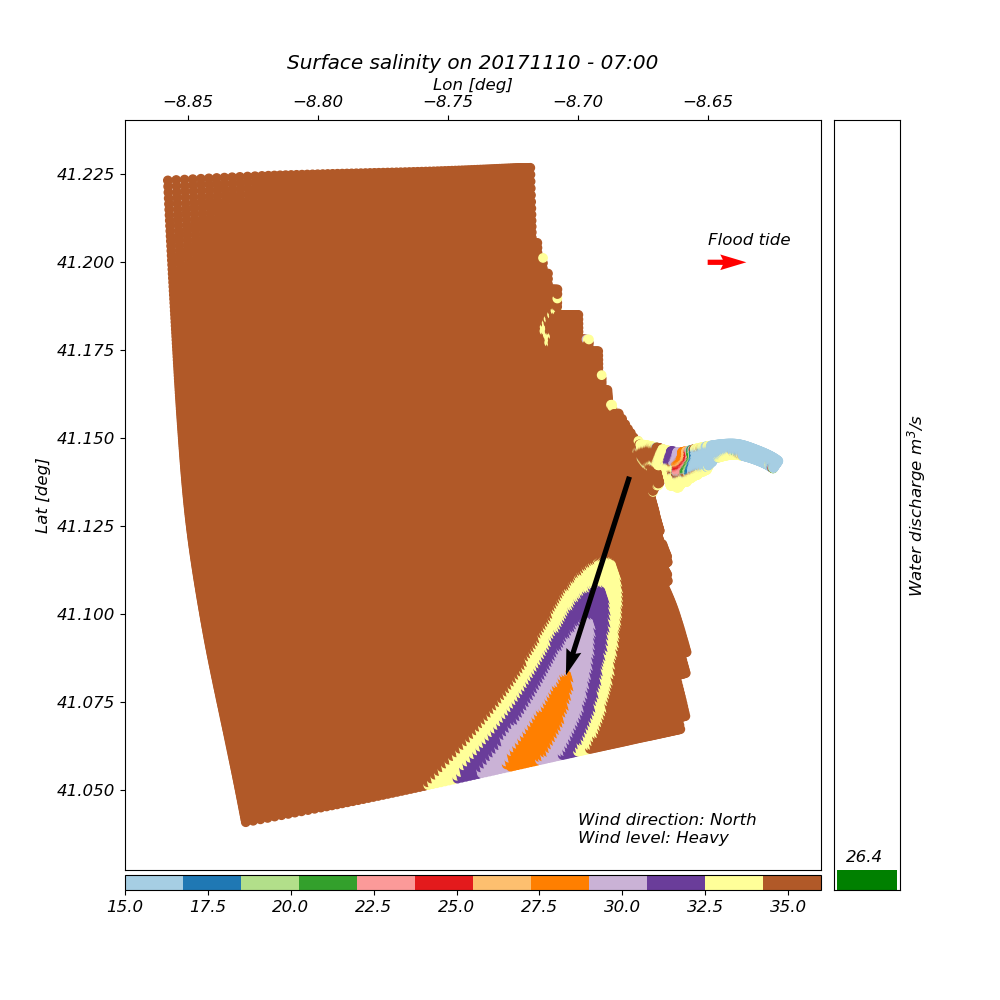 Surface salinity on 20171110 - 07:00
Lon [deg]
−8.85 −8.80 −8.75 −8.70 −8.65
41.225
41.200
41.175
41.150
41.125
41.100
41.075
41.050
Lat [deg]
Flood tide
Wind direction: North
Wind level: Heavy
15.0 17.5 20.0 22.5 25.0 27.5 30.0 32.5 35.0
26.4
Water discharge m³/s